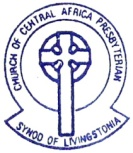 CHURCH OF CENTRAL AFRICA PRESBYTERIAN
SYNOD OF LIVINGSTONIA